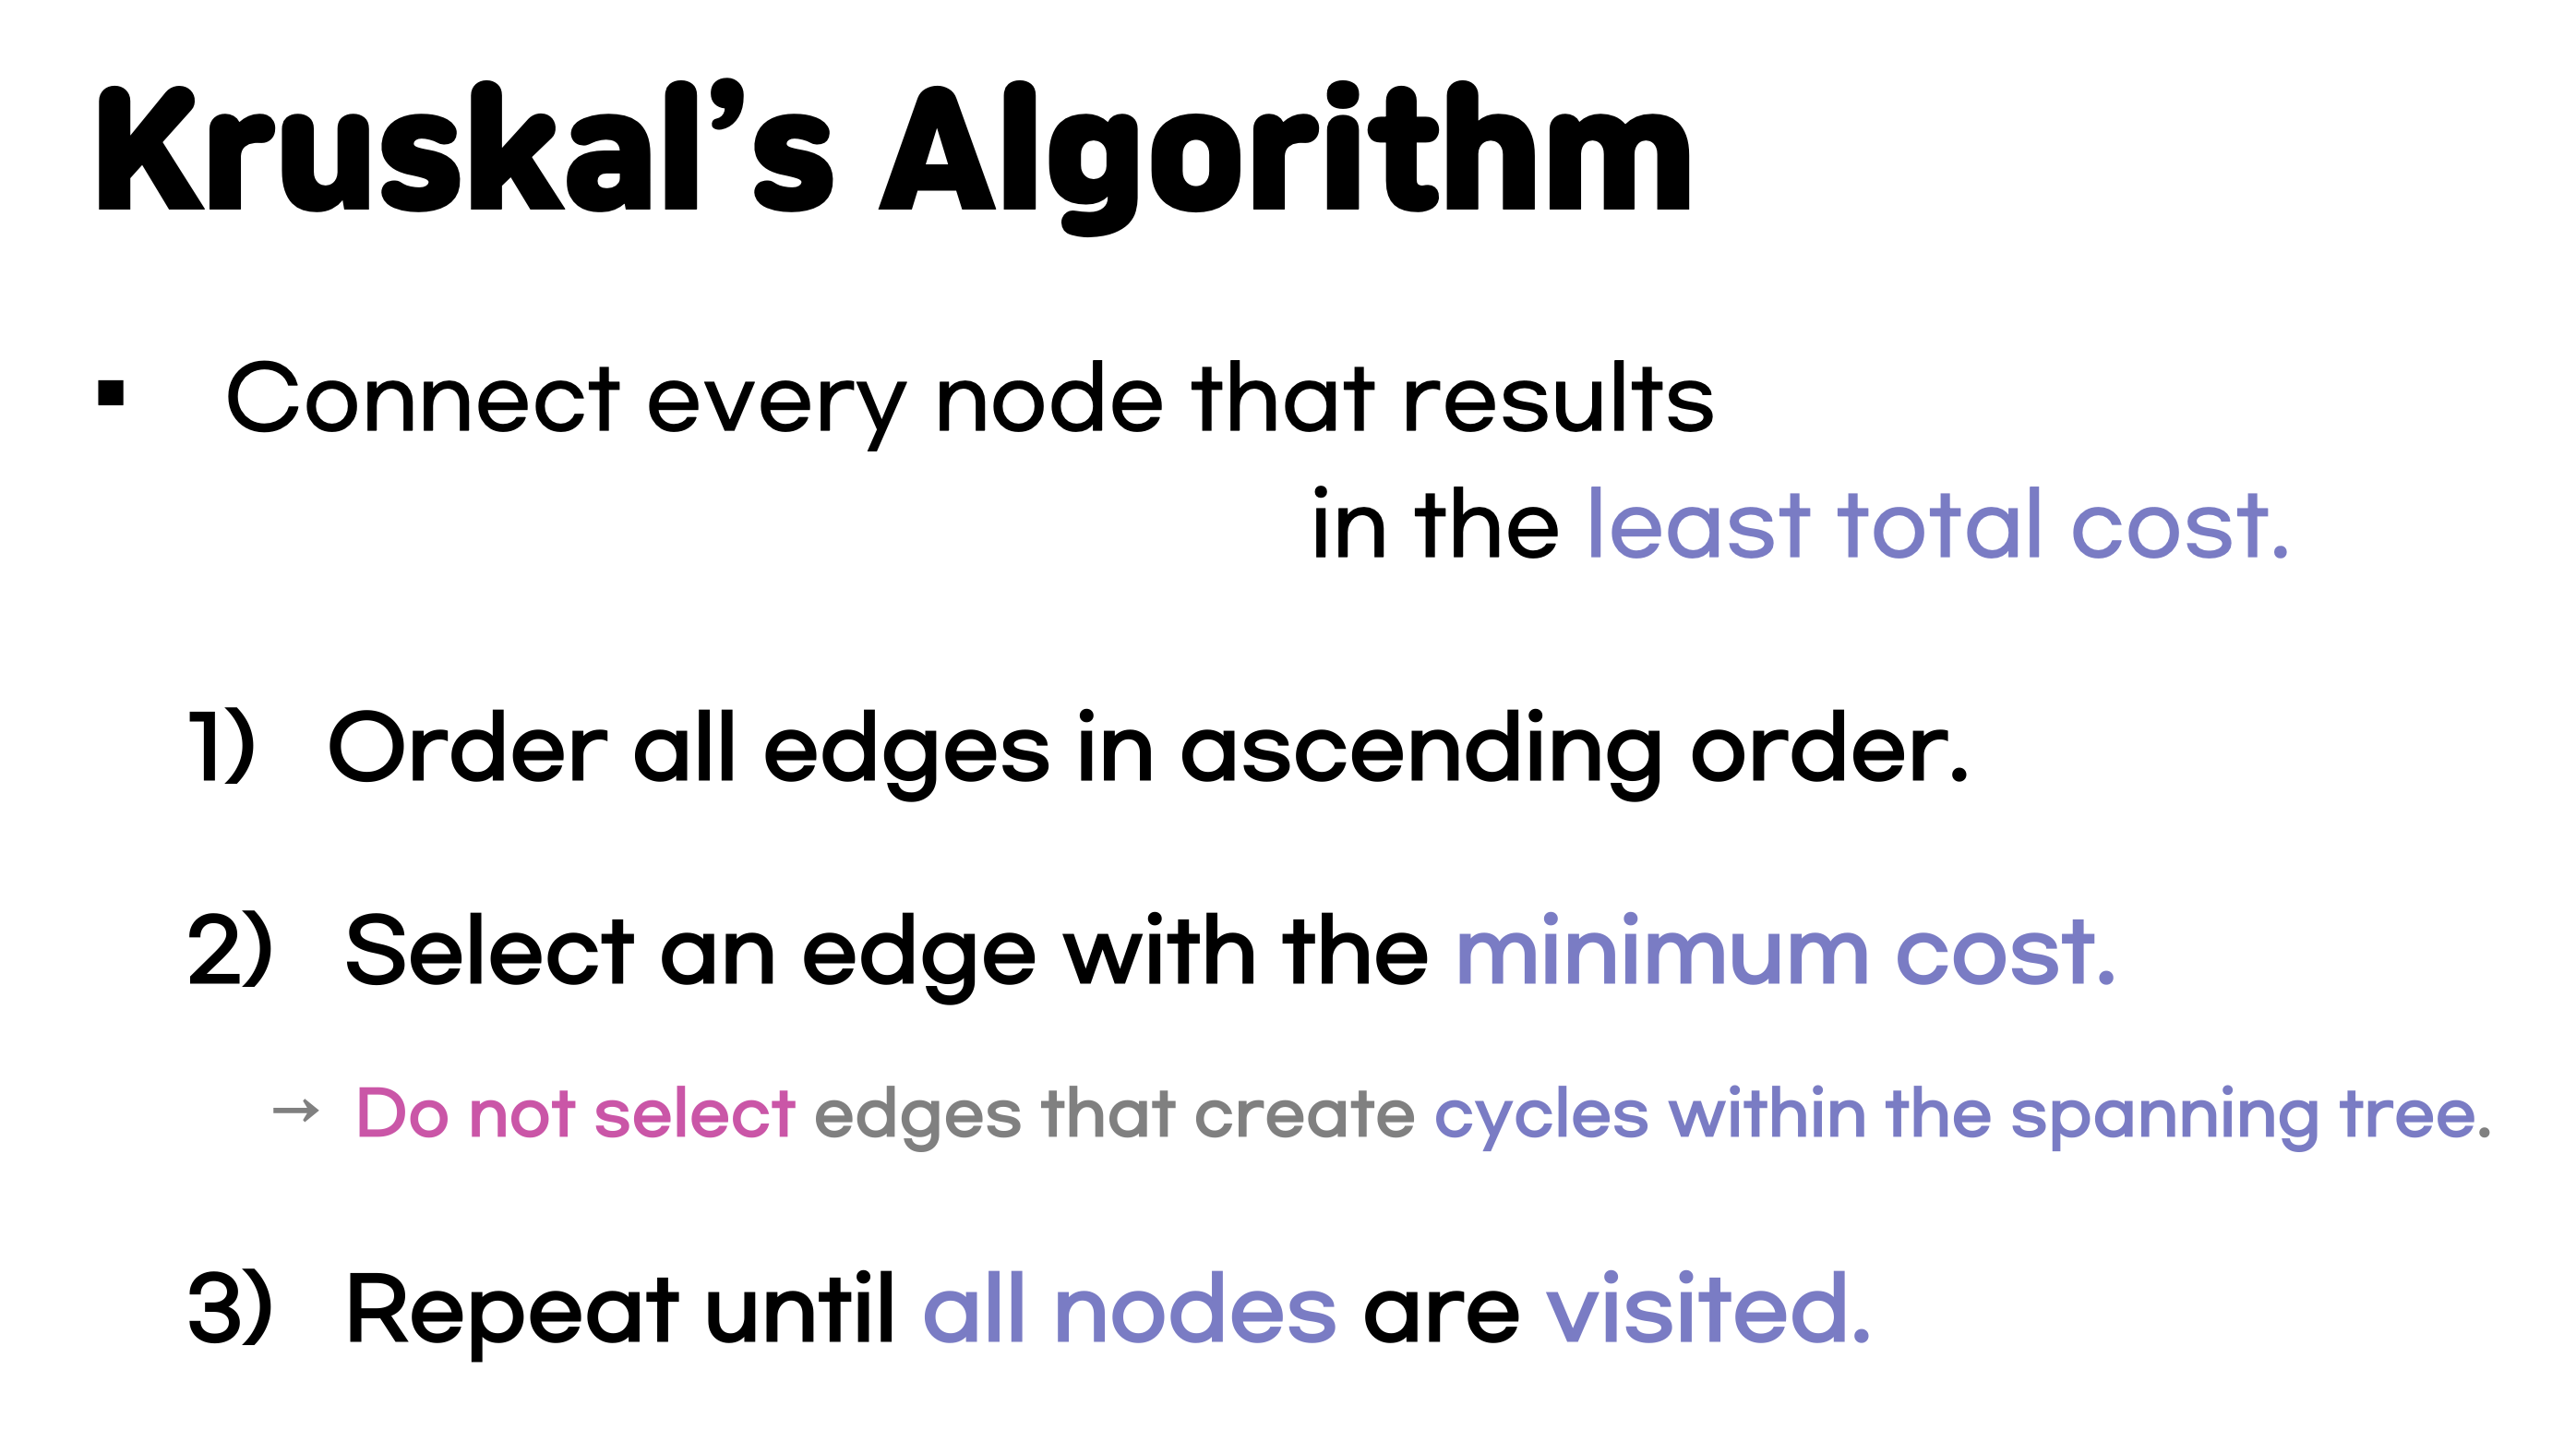 Kruskal’s Algorithm
▪ Connect every node that results
in the least total cost.
1) Order all edges in ascending order.
2) Select an edge with the minimum cost.
→ Do not select edges that create cycles within the spanning tree.
3) Repeat until all nodes are visited.